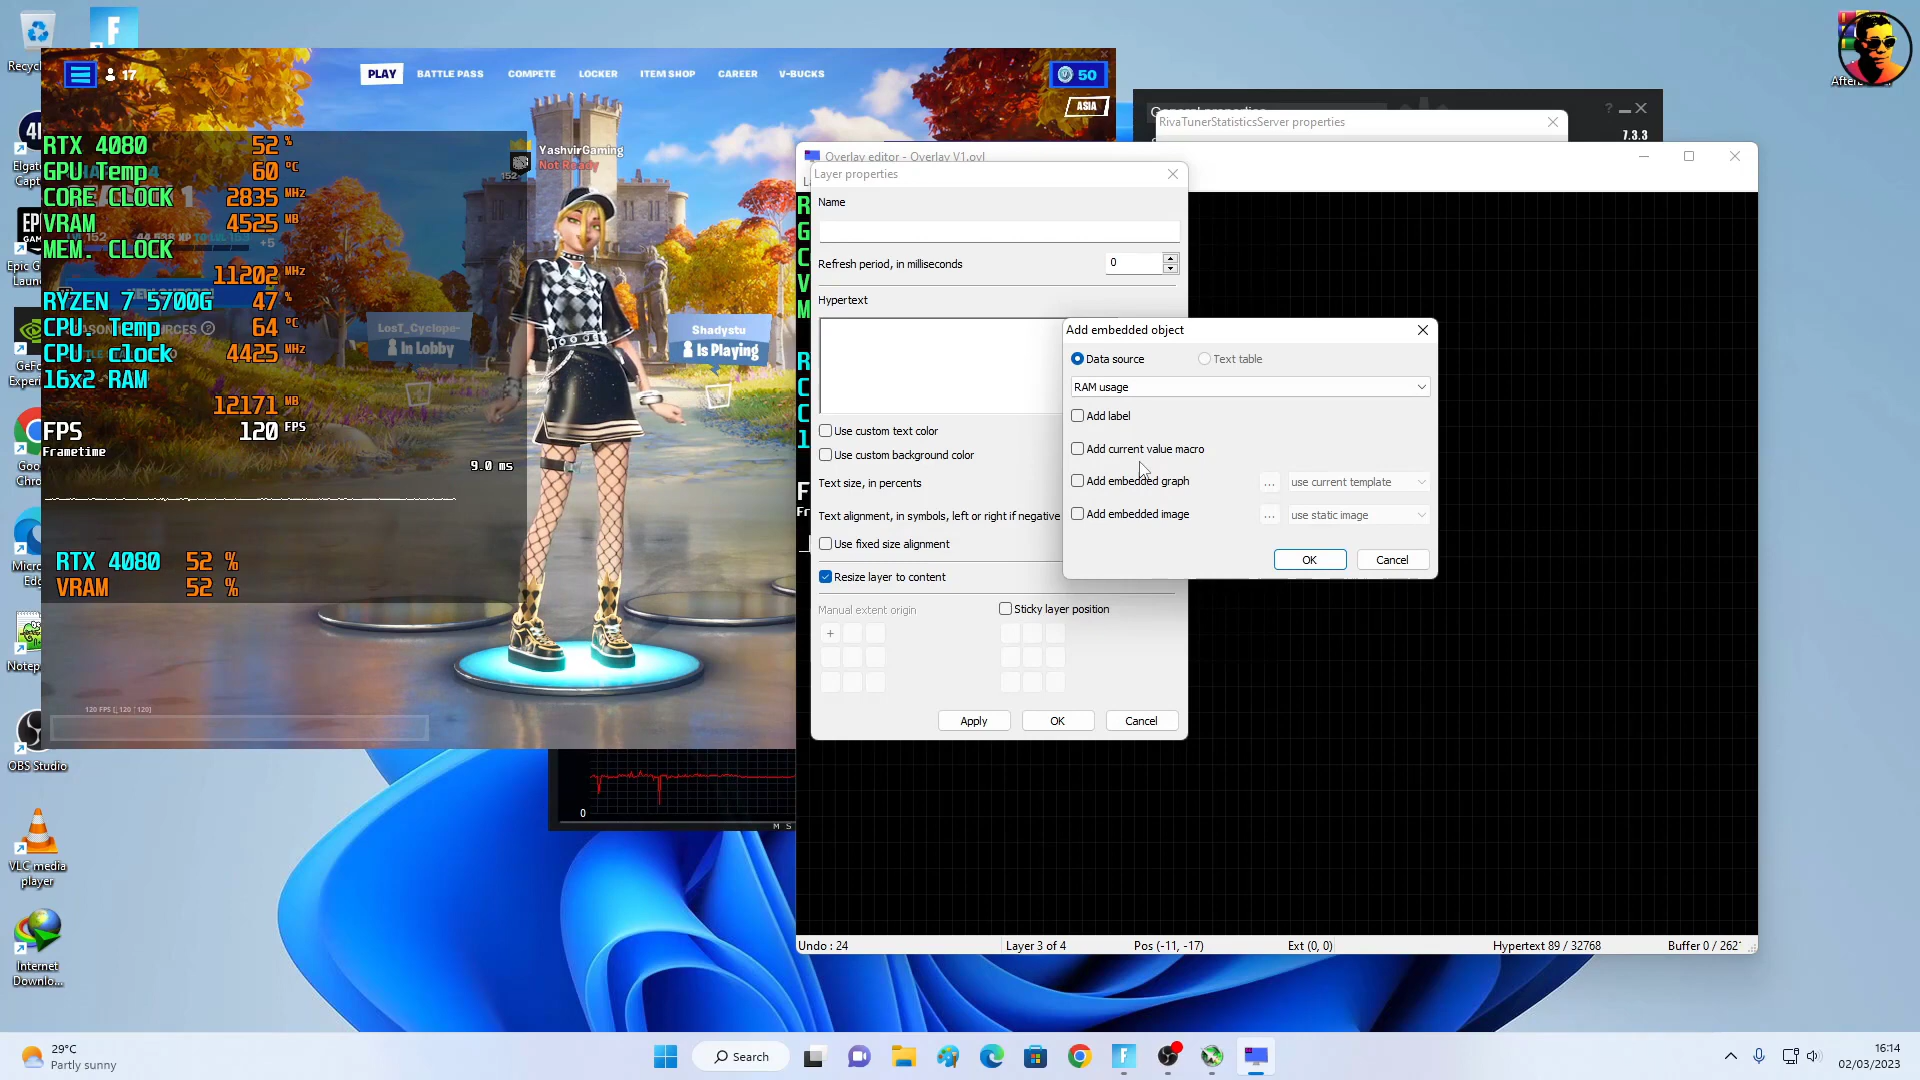 17
PLAY
BATTLE PASS
COMPETE
LOCKER
ITEM SHOP
CAREER
V-BUCKS
50
ASIA
RTX 4080 52 %
GPU Temp 60 °C
CORE CLOCK 2835 MHz
VRAM 4525 MB
MEM. CLOCK
11202 MHz
RYZEN 7 5700G 47 %
CPU. Temp 64 °C
CPU. clock 4425 MHz
16x2 RAM
12171 MB
FPS 120 FPS
Frametime
9.0 ms
RTX 4080 52 %
VRAM 52 %
120 FPS [ 120 120]
152
YashvirGaming
Not Ready
LosT_Cyclope-
In Lobby
Shadystu
Is Playing
OBS Studio
VLC media
player
Internet
Downlo...
0
M S
RivaTunerStatisticsServer properties
7.3.3
Overlay editor - Overlay V1.ovl
Layer properties
Name
Refresh period, in milliseconds
0
Hypertext
Use custom text color
Use custom background color
Text size, in percents
Text alignment, in symbols, left or right if negative
Use fixed size alignment
Resize layer to content
Manual extent origin
Sticky layer position
+
Apply
OK
Cancel
Add embedded object
Data source
Text table
RAM usage
Add label
Add current value macro
Add embedded graph
... use current template
Add embedded image
... use static image
OK
Cancel
Undo : 24
Layer 3 of 4
Pos (-11, -17)
Ext (0, 0)
Hypertext 89 / 32768
Buffer 0 / 262
29°C
Partly sunny
Search
16:14
02/03/2023